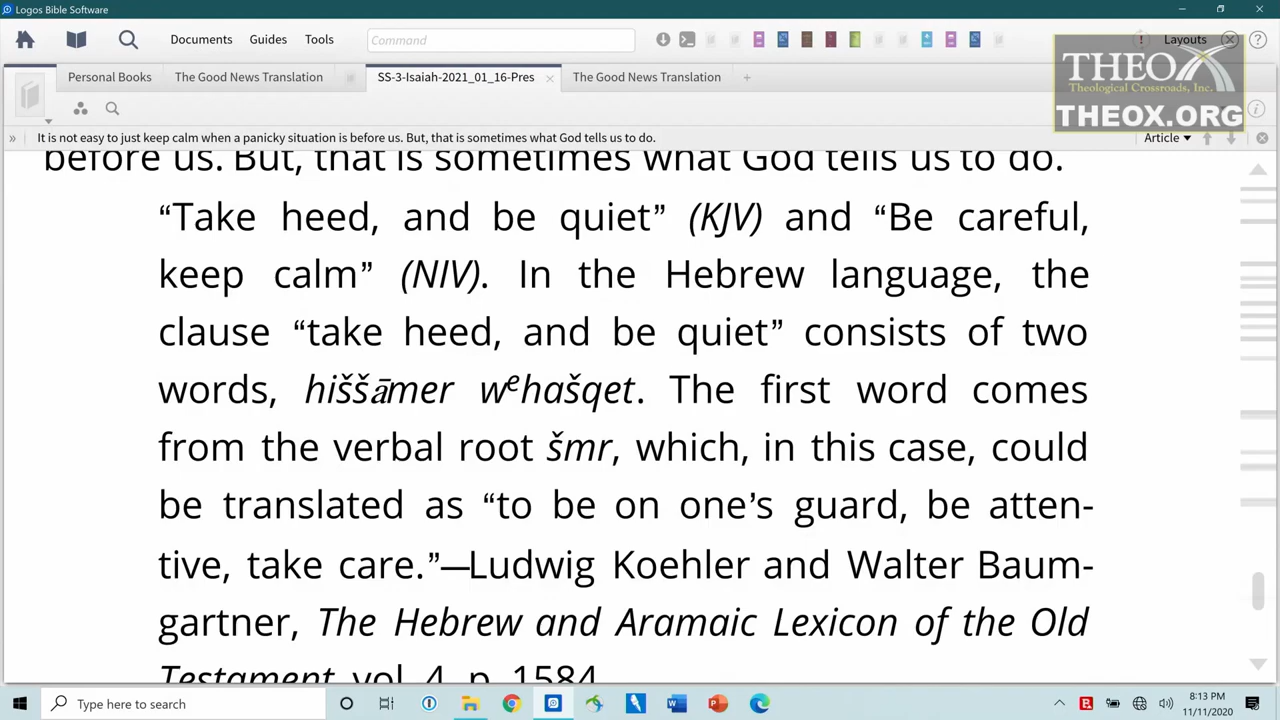 Logos Bible Software
Documents Guides Tools Command Layouts
THEOX
Theological Crossroads, Inc.
THEOX.ORG
Personal Books The Good News Translation SS-3-Isaiah-2021_01_16-Pres The Good News Translation
It is not easy to just keep calm when a panicky situation is before us. But, that is sometimes what God tells us to do. Article
before us. But, that is sometimes what God tells us to do.
“Take heed, and be quiet” (KJV) and “Be careful,
keep calm” (NIV). In the Hebrew language, the
clause “take heed, and be quiet” consists of two
words, hiššāmer wᵉhašqet. The first word comes
from the verbal root šmr, which, in this case, could
be translated as “to be on one’s guard, be atten-
tive, take care.”—Ludwig Koehler and Walter Baum-
gartner, The Hebrew and Aramaic Lexicon of the Old
Testament, vol. 4, p. 1584
Type here to search
8:13 PM
11/11/2020